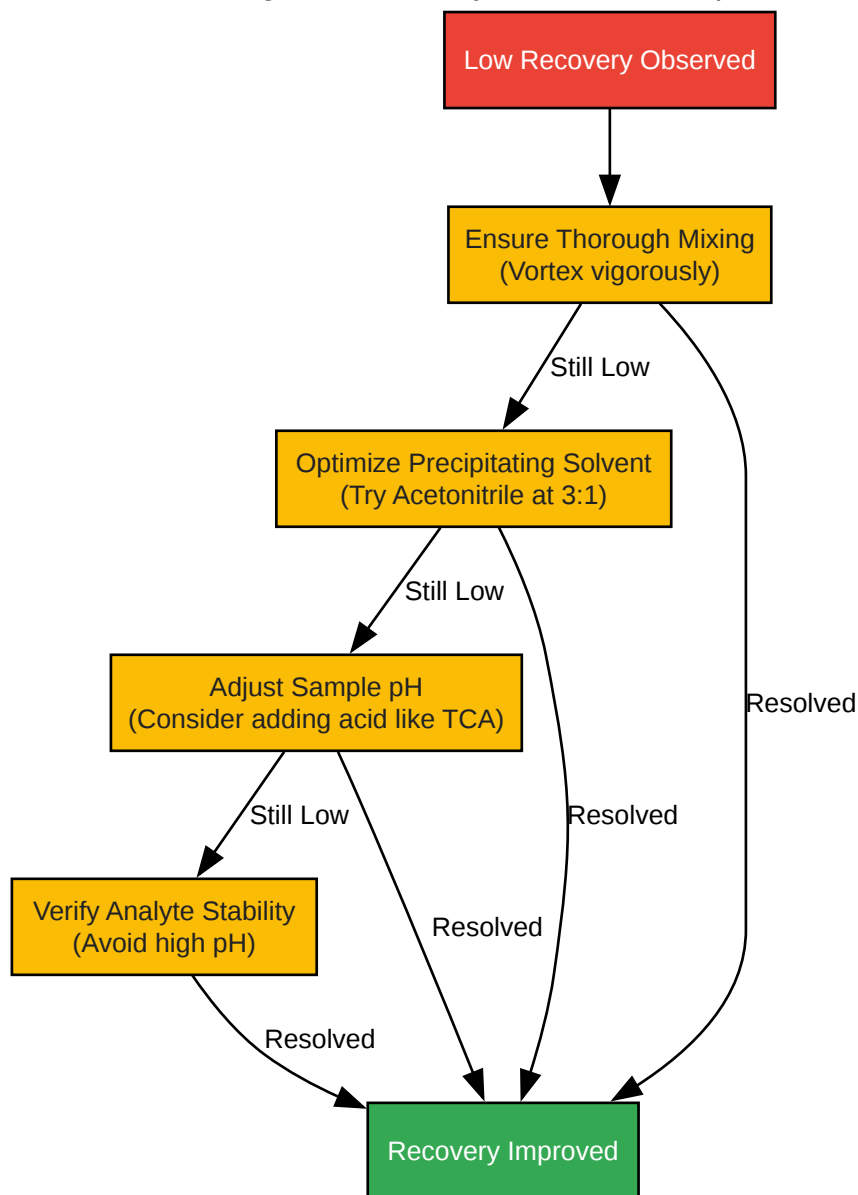 Low Recovery Observed
Ensure Thorough Mixing
(Vortex vigorously)
Still Low
Optimize Precipitating Solvent
(Try Acetonitrile at 3:1)
Still Low
Adjust Sample pH
(Consider adding acid like TCA)
Resolved
Still Low
Resolved
Verify Analyte Stability
(Avoid high pH)
Resolved
Resolved
Recovery Improved